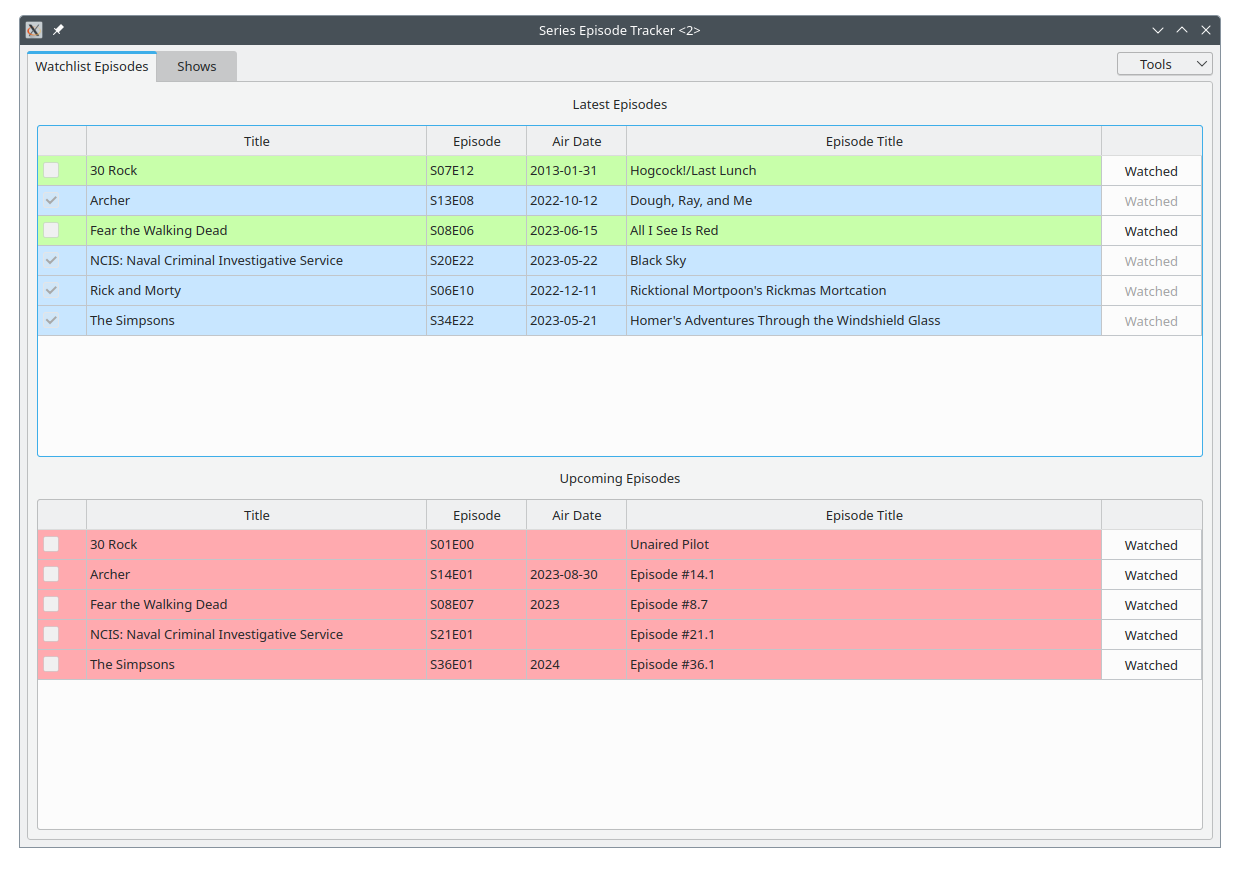 Series Episode Tracker <2>
Watchlist Episodes Shows Tools
Latest Episodes
Title Episode Air Date Episode Title
30 Rock S07E12 2013-01-31 Hogcock!/Last Lunch Watched
Archer S13E08 2022-10-12 Dough, Ray, and Me Watched
Fear the Walking Dead S08E06 2023-06-15 All I See Is Red Watched
NCIS: Naval Criminal Investigative Service S20E22 2023-05-22 Black Sky Watched
Rick and Morty S06E10 2022-12-11 Ricktional Mortpoon's Rickmas Mortcation Watched
The Simpsons S34E22 2023-05-21 Homer's Adventures Through the Windshield Glass Watched
Upcoming Episodes
Title Episode Air Date Episode Title
30 Rock S01E00 Unaired Pilot Watched
Archer S14E01 2023-08-30 Episode #14.1 Watched
Fear the Walking Dead S08E07 2023 Episode #8.7 Watched
NCIS: Naval Criminal Investigative Service S21E01 Episode #21.1 Watched
The Simpsons S36E01 2024 Episode #36.1 Watched